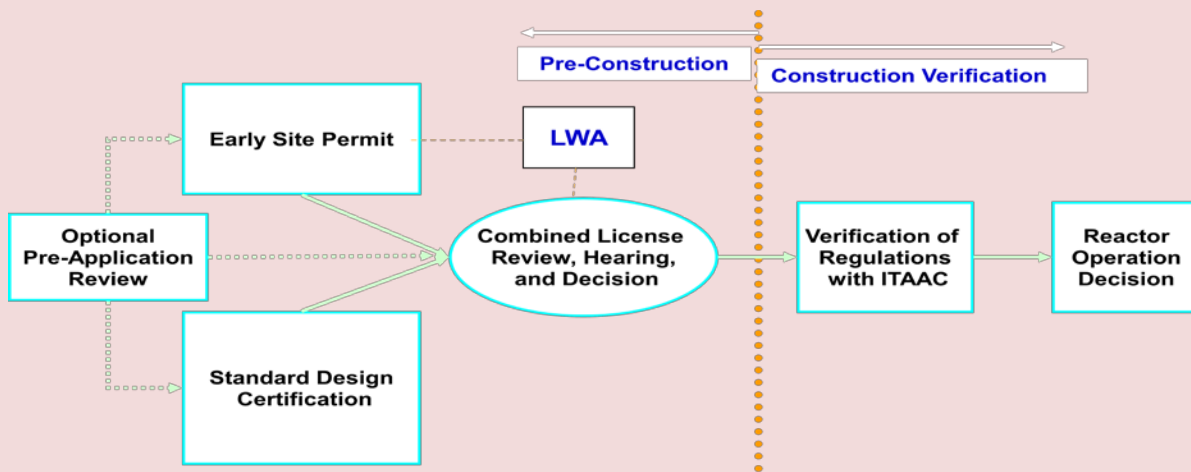 Pre-Construction
Construction Verification
Early Site Permit
LWA
Optional
Pre-Application
Review
Combined License
Review, Hearing,
and Decision
Verification of
Regulations
with ITAAC
Reactor
Operation
Decision
Standard Design
Certification